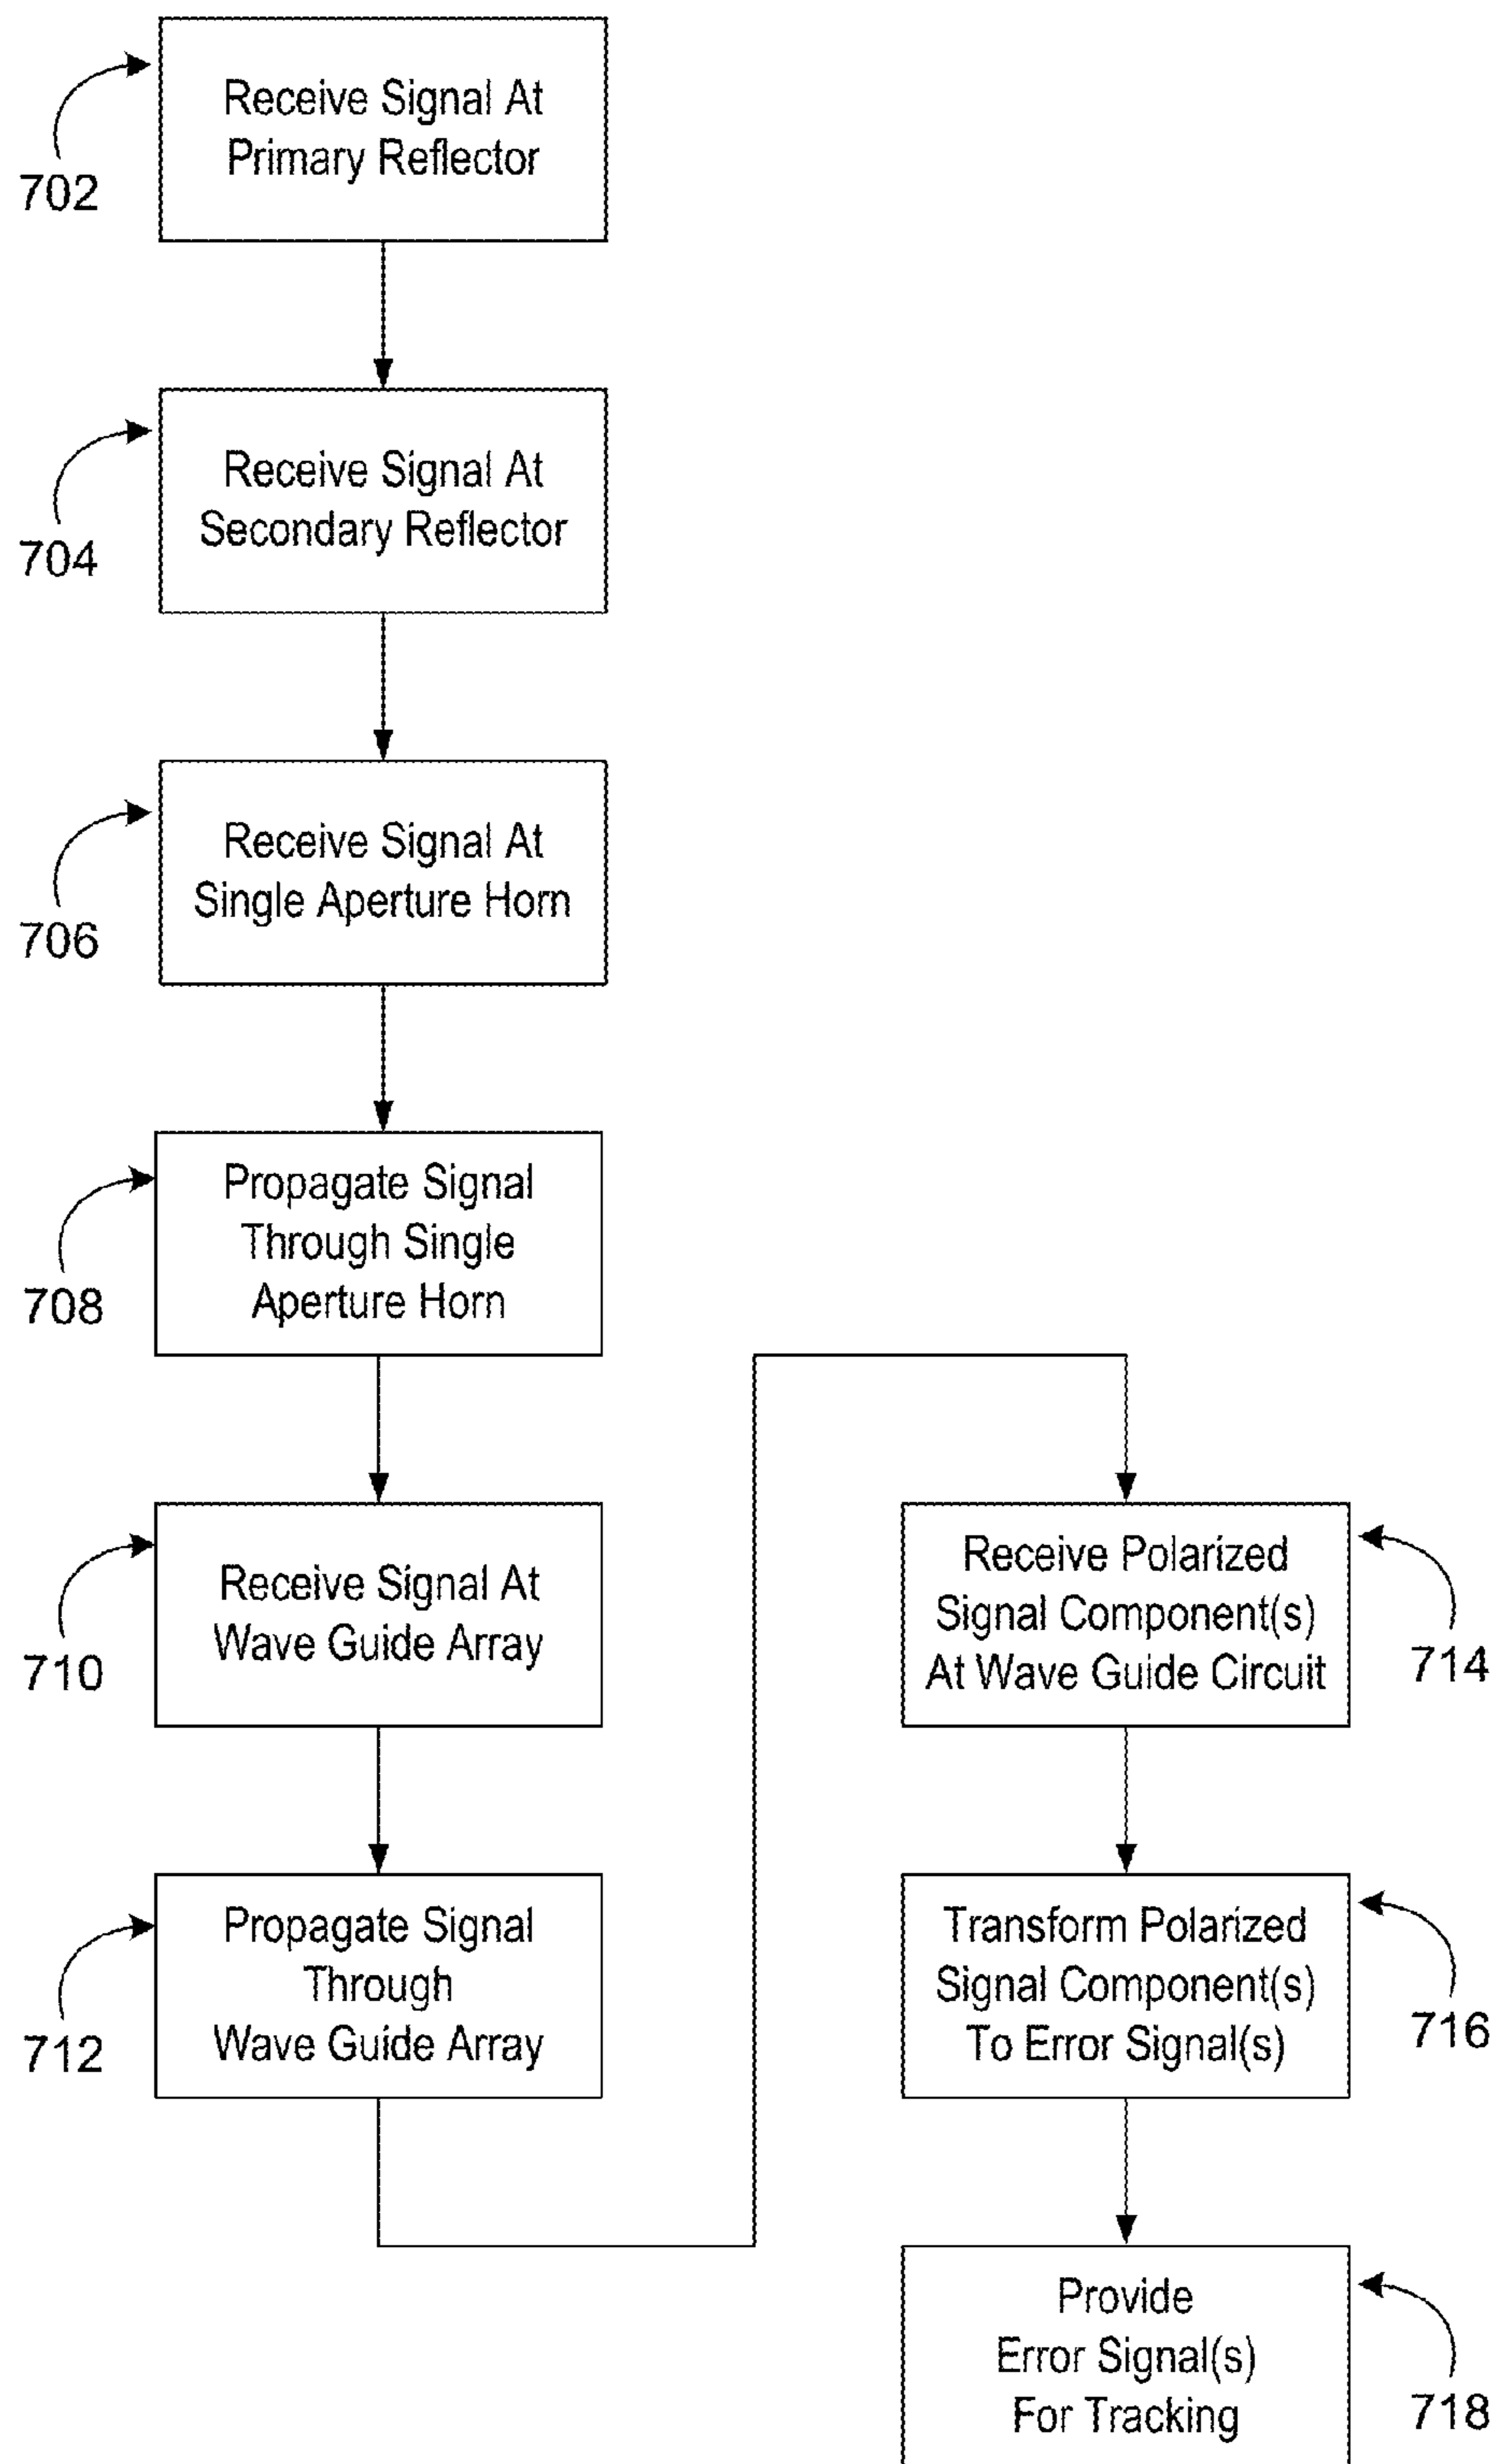 Receive Signal At
Primary Reflector
702
Receive Signal At
Secondary Reflector
704
Receive Signal At
Single Aperture Horn
706
Propagate Signal
Through Single
Aperture Horn
708
Receive Signal At
Wave Guide Array
710
Propagate Signal
Through
Wave Guide Array
712
Receive Polarized
Signal Component(s)
At Wave Guide Circuit
714
Transform Polarized
Signal Component(s)
To Error Signal(s)
716
Provide
Error Signal(s)
For Tracking
718